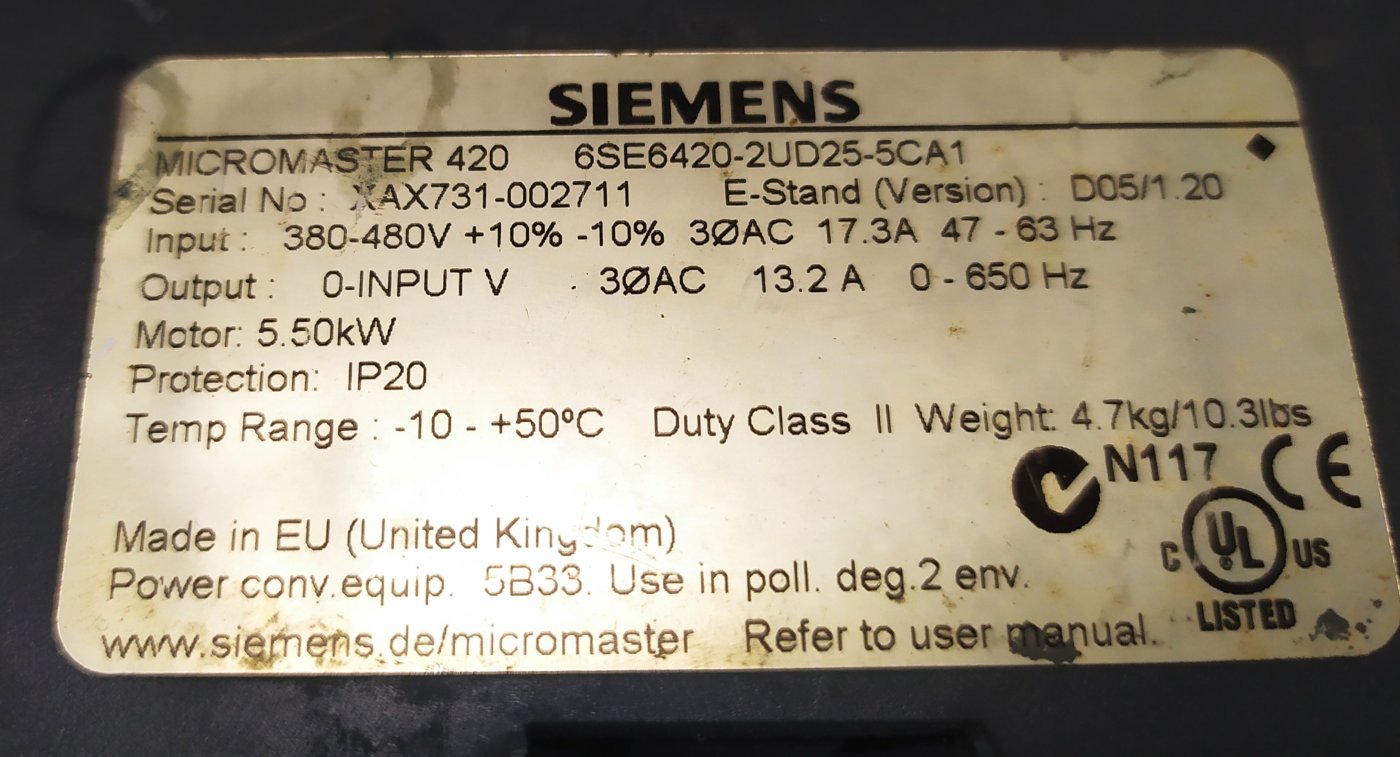 SIEMENS
MICROMASTER 420 6SE6420-2UD25-5CA1
Serial No : XAX731-002711 E-Stand (Version) : D05/1.20
Input : 380-480V +10% -10% 3ØAC 17.3A 47 - 63 Hz
Output : 0-INPUT V 3ØAC 13.2 A 0 - 650 Hz
Motor: 5.50kW
Protection: IP20
Temp Range : -10 - +50ºC Duty Class II Weight: 4.7kg/10.3lbs
N117 CE
Made in EU (United Kingdom)
C UL US
Power conv.equip. 5B33. Use in poll. deg.2 env.
LISTED
www.siemens.de/micromaster Refer to user manual.